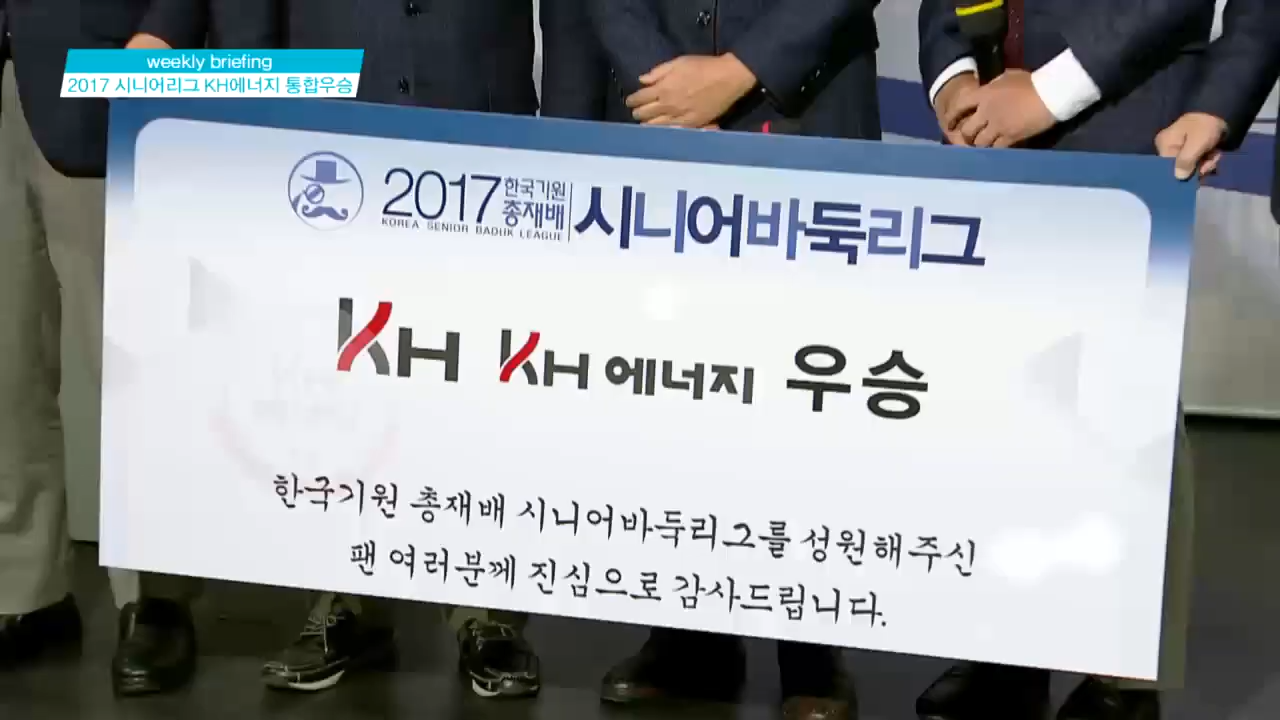 weekly briefing
2017 시니어리그 KH에너지 통합우승
2017 한국기원 총재배 시니어바둑리그
KOREA SENIOR BADUK LEAGUE
KH KH 에너지 우승
한국기원 총재배 시니어바둑리그를 성원해주신
팬 여러분께 진심으로 감사드립니다.